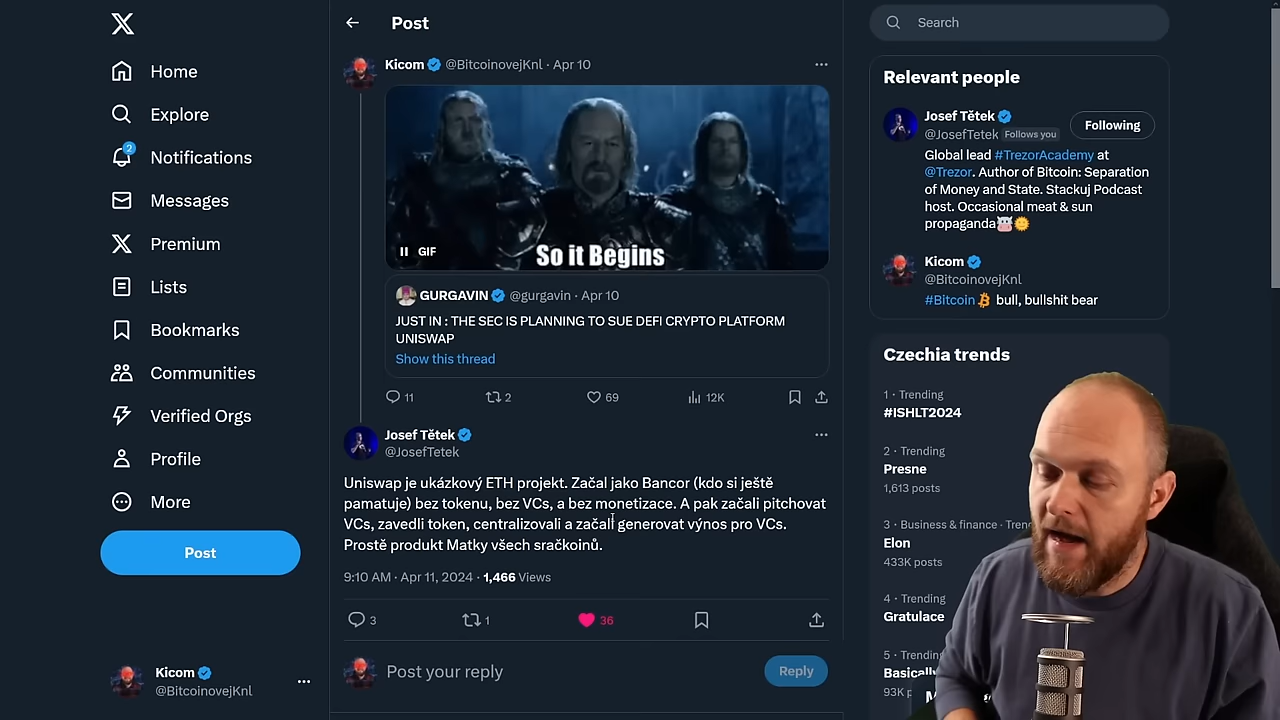 Home
Explore
2
Notifications
Messages
Premium
Lists
Bookmarks
Communities
Verified Orgs
Profile
More
Post
Kicom
@BitcoinovejKnl
Post
Kicom @BitcoinovejKnl · Apr 10
GIF
So it Begins
GURGAVIN @gurgavin · Apr 10
JUST IN : THE SEC IS PLANNING TO SUE DEFI CRYPTO PLATFORM
UNISWAP
Show this thread
11 2 69 12K
Josef Tětek
@JosefTetek
Uniswap je ukázkový ETH projekt. Začal jako Bancor (kdo si ještě
pamatuje) bez tokenu, bez VCs, a bez monetizace. A pak začali pitchovat
VCs, zavedli token, centralizovali a začali generovat výnos pro VCs.
Prostě produkt Matky všech sračkoinů.
9:10 AM · Apr 11, 2024 · 1,466 Views
3 1 36
Post your reply
Reply
Search
Relevant people
Josef Tětek
@JosefTetek Follows you
Following
Global lead #TrezorAcademy at
@Trezor. Author of Bitcoin: Separation
of Money and State. Stackuj Podcast
host. Occasional meat & sun
propaganda
Kicom
@BitcoinovejKnl
#Bitcoin bull, bullshit bear
Czechia trends
1 · Trending
#ISHLT2024
2 · Trending
Presne
1,613 posts
3 · Business & finance ·
Elon
433K posts
4 · Trending
Gratulace
5 · Trending
Basically